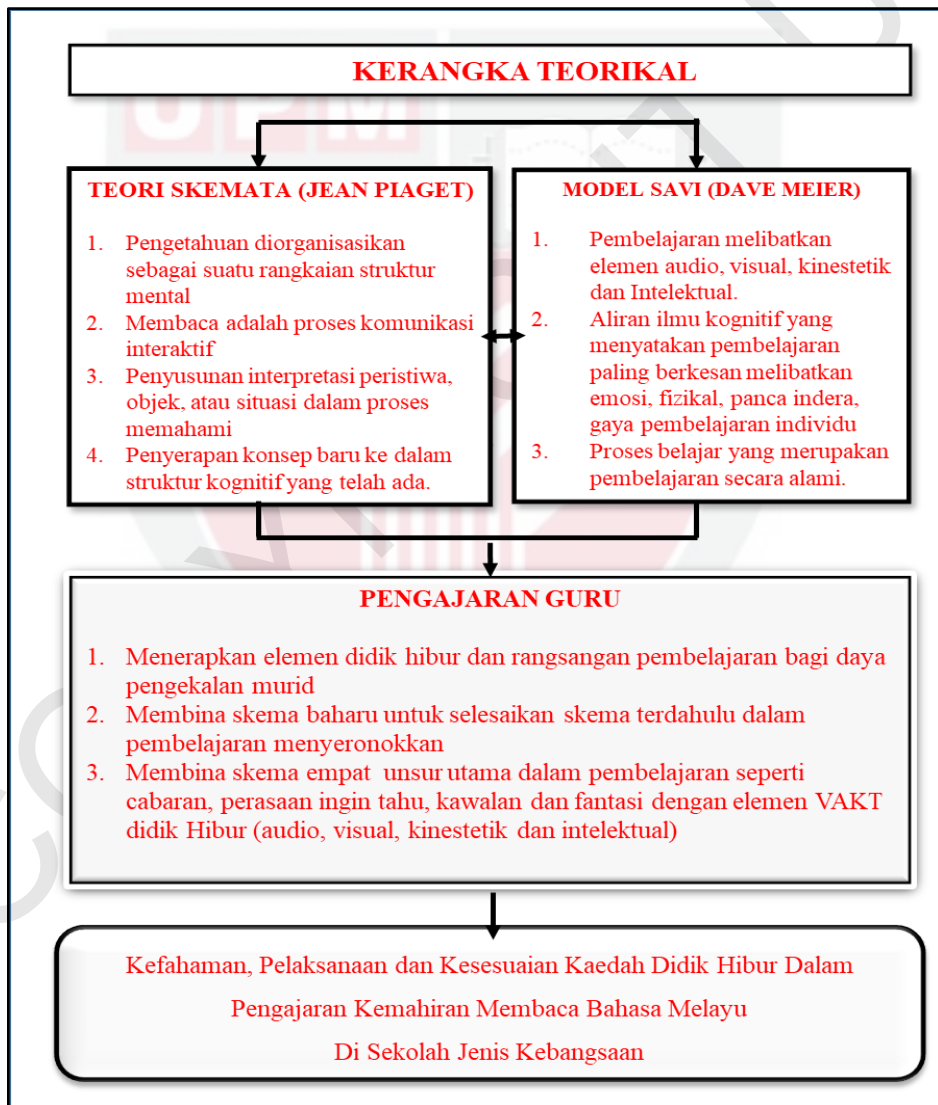 KERANGKA TEORIKAL
UPM
TEORI SKEMATA (JEAN PIAGET)
1. Pengetahuan diorganisasikan
sebagai suatu rangkaian struktur
mental
2. Membaca adalah proses komunikasi
interaktif
3. Penyusunan interpretasi peristiwa,
objek, atau situasi dalam proses
memahami
4. Penyerapan konsep baru ke dalam
struktur kognitif yang telah ada.
MODEL SAVI (DAVE MEIER)
1. Pembelajaran melibatkan
elemen audio, visual, kinestetik
dan Intelektual.
2. Aliran ilmu kognitif yang
menyatakan pembelajaran
paling berkesan melibatkan
emosi, fizikal, panca indera,
gaya pembelajaran individu
3. Proses belajar yang merupakan
pembelajaran secara alami.
PENGAJARAN GURU
1. Menerapkan elemen didik hibur dan rangsangan pembelajaran bagi daya
pengekalan murid
2. Membina skema baharu untuk selesaikan skema terdahulu dalam
pembelajaran menyeronokkan
3. Membina skema empat unsur utama dalam pembelajaran seperti
cabaran, perasaan ingin tahu, kawalan dan fantasi dengan elemen VAKT
didik Hibur (audio, visual, kinestetik dan intelektual)
Kefahaman, Pelaksanaan dan Kesesuaian Kaedah Didik Hibur Dalam
Pengajaran Kemahiran Membaca Bahasa Melayu
Di Sekolah Jenis Kebangsaan